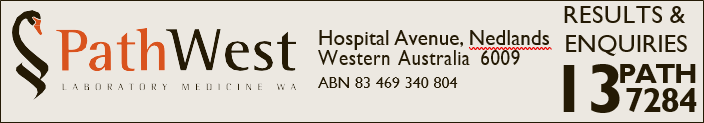 PathWest
LABORATORY MEDICINE WA
Hospital Avenue, Nedlands
Western Australia 6009
ABN 83 469 340 804
RESULTS &
ENQUIRIES
13 PATH
7284